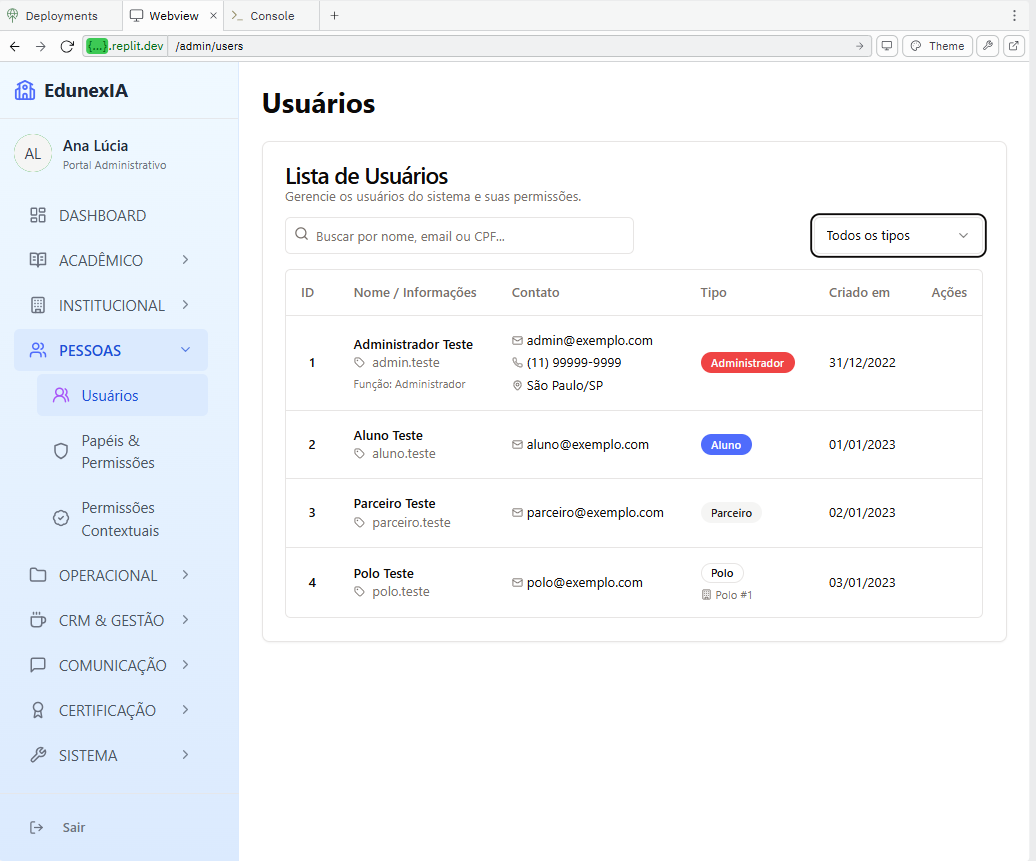 Deployments
Webview
Console
{...}.replit.dev
/admin/users
Theme
EdunexIA
AL
Ana Lúcia
Portal Administrativo
DASHBOARD
ACADÊMICO
INSTITUCIONAL
PESSOAS
Usuários
Papéis &
Permissões
Permissões
Contextuais
OPERACIONAL
CRM & GESTÃO
COMUNICAÇÃO
CERTIFICAÇÃO
SISTEMA
Sair
Usuários
Lista de Usuários
Gerencie os usuários do sistema e suas permissões.
Buscar por nome, email ou CPF...
Todos os tipos
ID Nome / Informações Contato Tipo Criado em Ações
1
Administrador Teste
admin.teste
Função: Administrador
admin@exemplo.com
(11) 99999-9999
São Paulo/SP
Administrador
31/12/2022
2
Aluno Teste
aluno.teste
aluno@exemplo.com
Aluno
01/01/2023
3
Parceiro Teste
parceiro.teste
parceiro@exemplo.com
Parceiro
02/01/2023
4
Polo Teste
polo.teste
polo@exemplo.com
Polo
Polo #1
03/01/2023